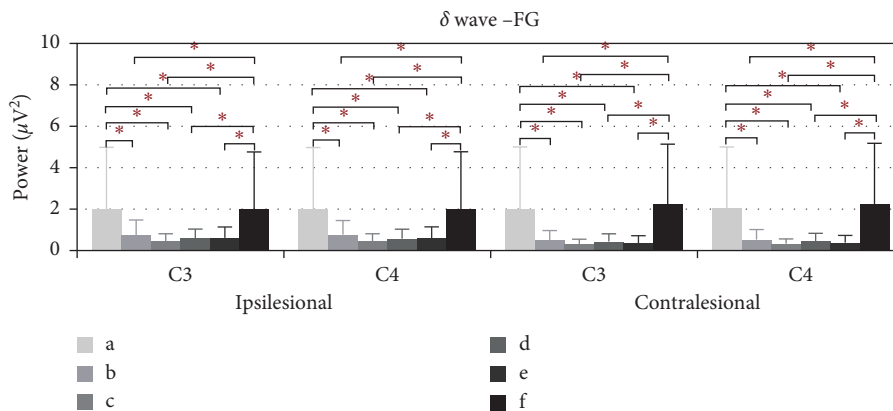 δ wave –FG
Power (μV²)
10
8
6
4
2
0
* * * * * * * *
* * * * * * * *
* * * * * * * *
* * * * * * * *
C3 C4 C3 C4
Ipsilesional Contralesional
a d
b e
c f